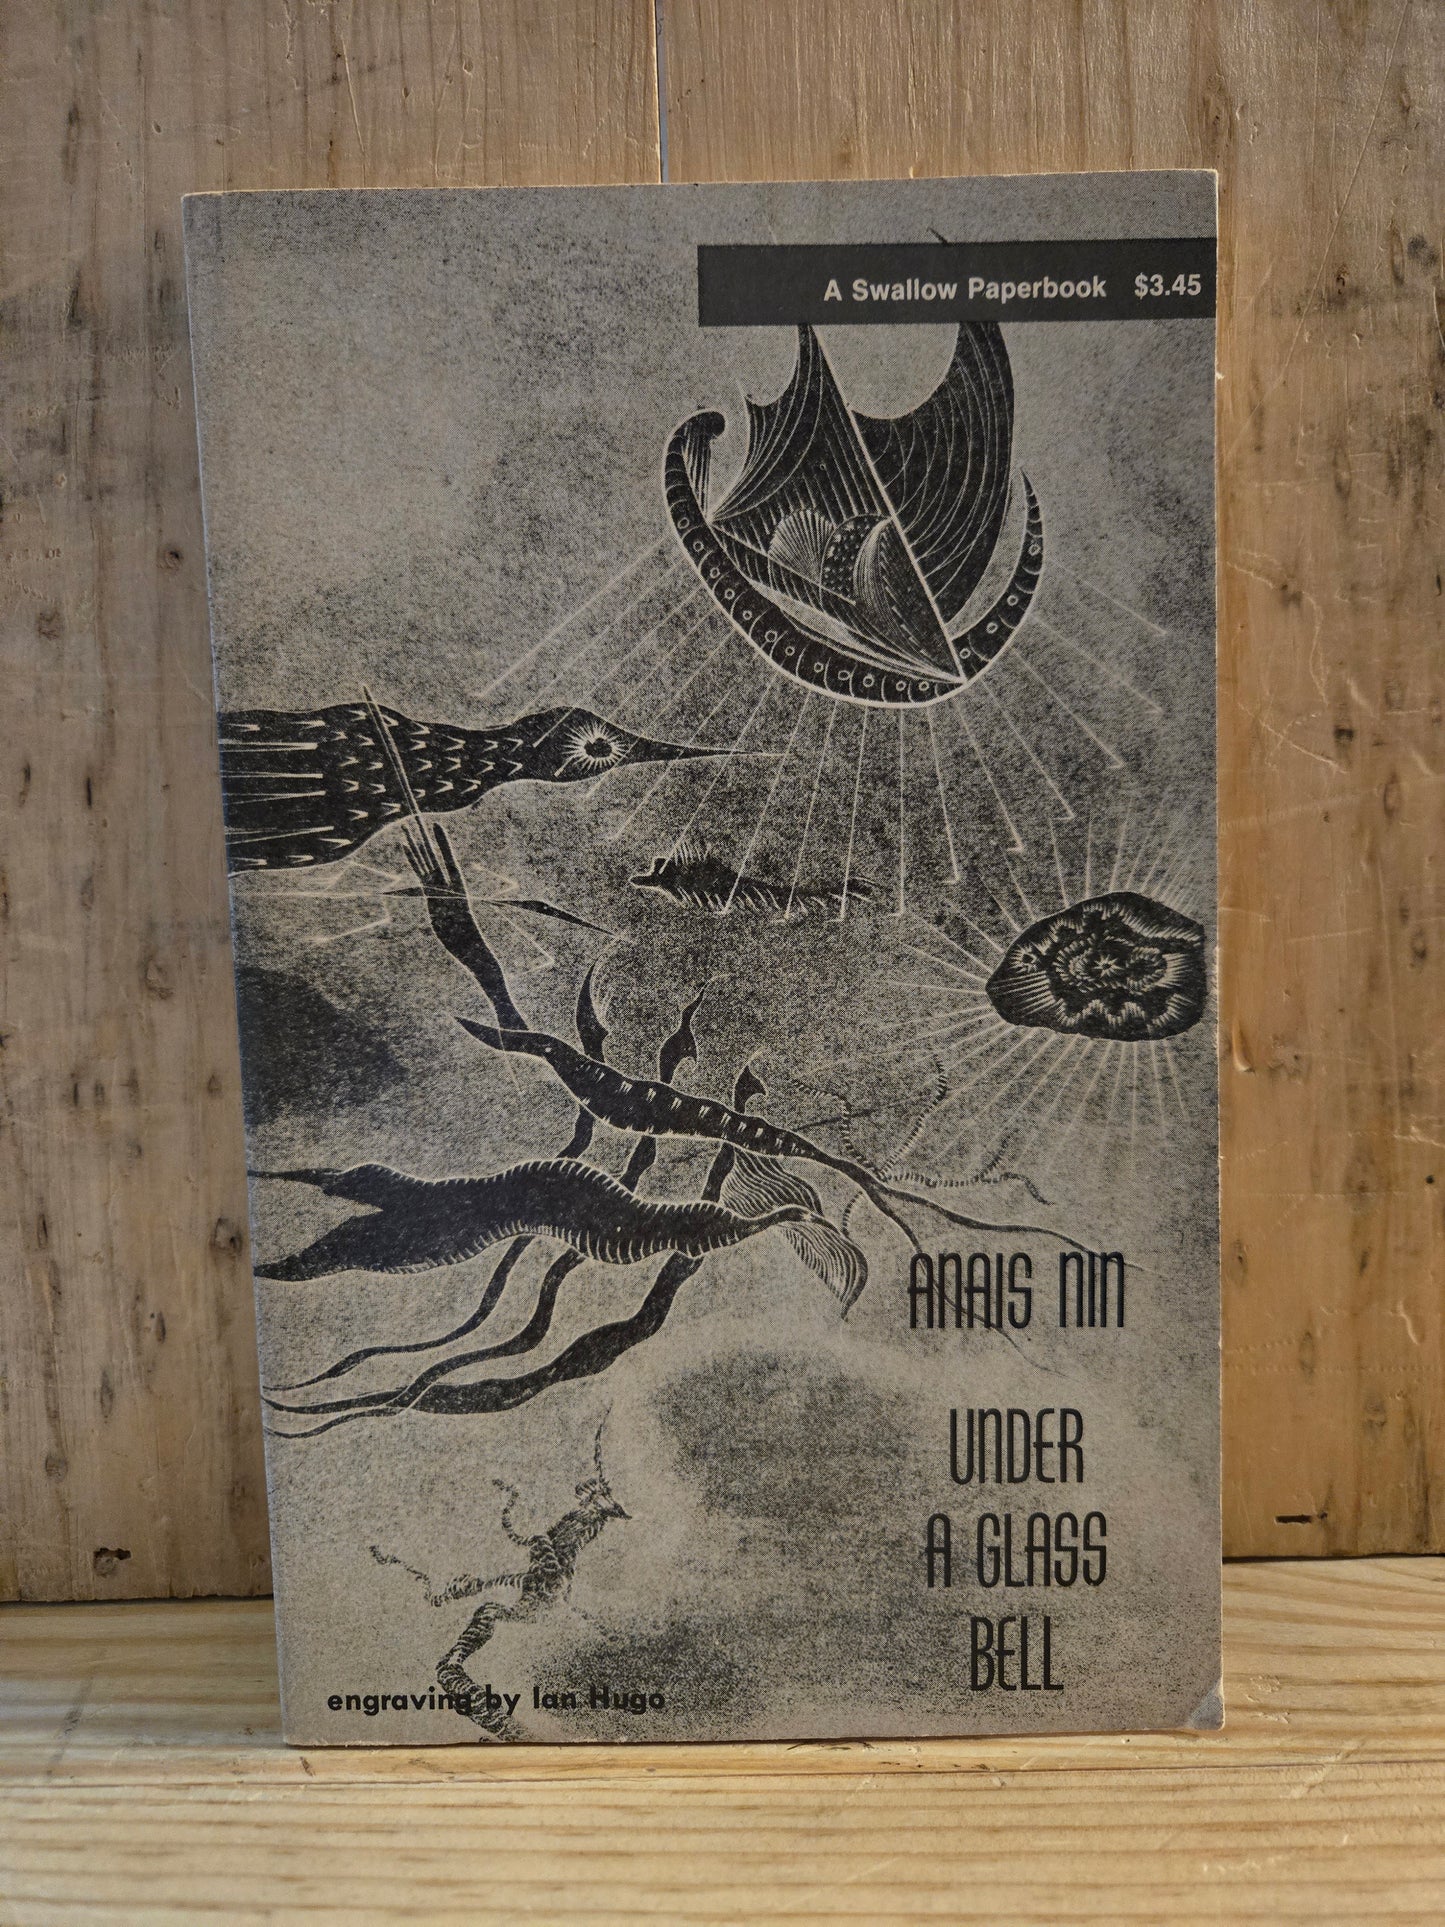 A Swallow Paperbook $3.45
ANAIS NIN
UNDER
A GLASS
BELL
engraving by Ian Hugo